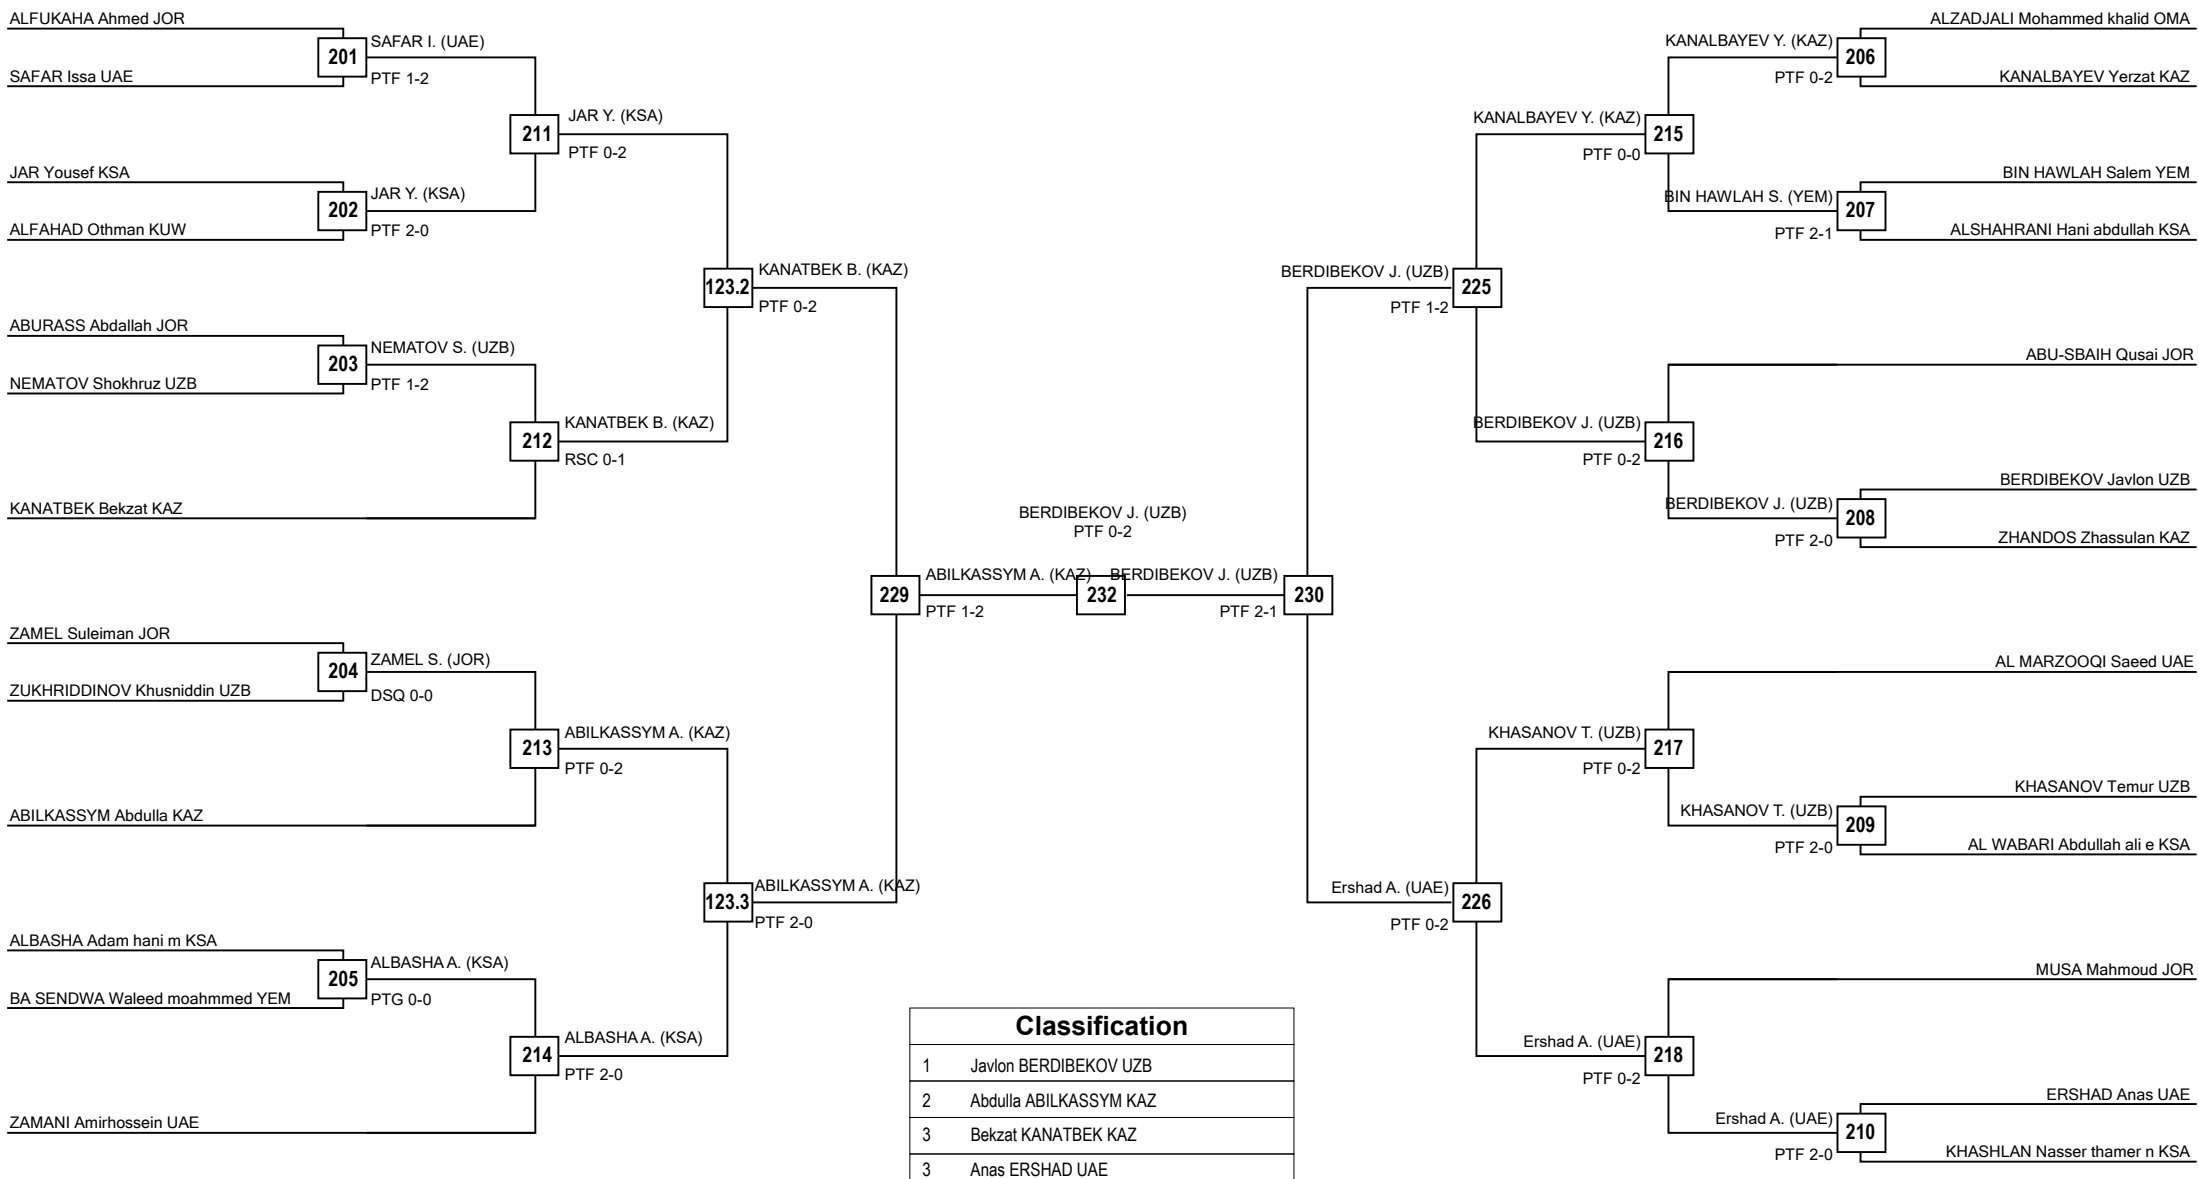 ALFUKAHA Ahmed JOR
201
SAFAR I. (UAE)
PTF 1-2
SAFAR Issa UAE
211
JAR Y. (KSA)
PTF 0-2
JAR Yousef KSA
202
JAR Y. (KSA)
PTF 2-0
ALFAHAD Othman KUW
123.2
KANATBEK B. (KAZ)
PTF 0-2
ABURASS Abdallah JOR
203
NEMATOV S. (UZB)
PTF 1-2
NEMATOV Shokhruz UZB
212
KANATBEK B. (KAZ)
RSC 0-1
KANATBEK Bekzat KAZ
229
ABILKASSYM A. (KAZ)
PTF 1-2
ZAMEL Suleiman JOR
204
ZAMEL S. (JOR)
DSQ 0-0
ZUKHRIDDINOV Khusniddin UZB
213
ABILKASSYM A. (KAZ)
PTF 0-2
ABILKASSYM Abdulla KAZ
123.3
ABILKASSYM A. (KAZ)
PTF 2-0
ALBASHA Adam hani m KSA
205
ALBASHA A. (KSA)
PTG 0-0
BA SENDWA Waleed moahmmed YEM
214
ALBASHA A. (KSA)
PTF 2-0
ZAMANI Amirhossein UAE
BERDIBEKOV J. (UZB)
PTF 0-2
232
BERDIBEKOV J. (UZB)
PTF 2-1
230
ALZADJALI Mohammed khalid OMA
KANALBAYEV Y. (KAZ)
206
PTF 0-2
KANALBAYEV Yerzat KAZ
KANALBAYEV Y. (KAZ)
215
PTF 0-0
BIN HAWLAH Salem YEM
BIN HAWLAH S. (YEM)
207
PTF 2-1
ALSHAHRANI Hani abdullah KSA
BERDIBEKOV J. (UZB)
225
PTF 1-2
ABU-SBAIH Qusai JOR
BERDIBEKOV J. (UZB)
216
PTF 0-2
BERDIBEKOV Javlon UZB
BERDIBEKOV J. (UZB)
208
PTF 2-0
ZHANDOS Zhassulan KAZ
AL MARZOOQI Saeed UAE
KHASANOV T. (UZB)
217
PTF 0-2
KHASANOV Temur UZB
KHASANOV T. (UZB)
209
PTF 2-0
AL WABARI Abdullah ali e KSA
Ershad A. (UAE)
226
PTF 0-2
MUSA Mahmoud JOR
Ershad A. (UAE)
218
PTF 0-2
ERSHAD Anas UAE
Ershad A. (UAE)
210
PTF 2-0
KHASHLAN Nasser thamer n KSA
Classification
1 Javlon BERDIBEKOV UZB
2 Abdulla ABILKASSYM KAZ
3 Bekzat KANATBEK KAZ
3 Anas ERSHAD UAE